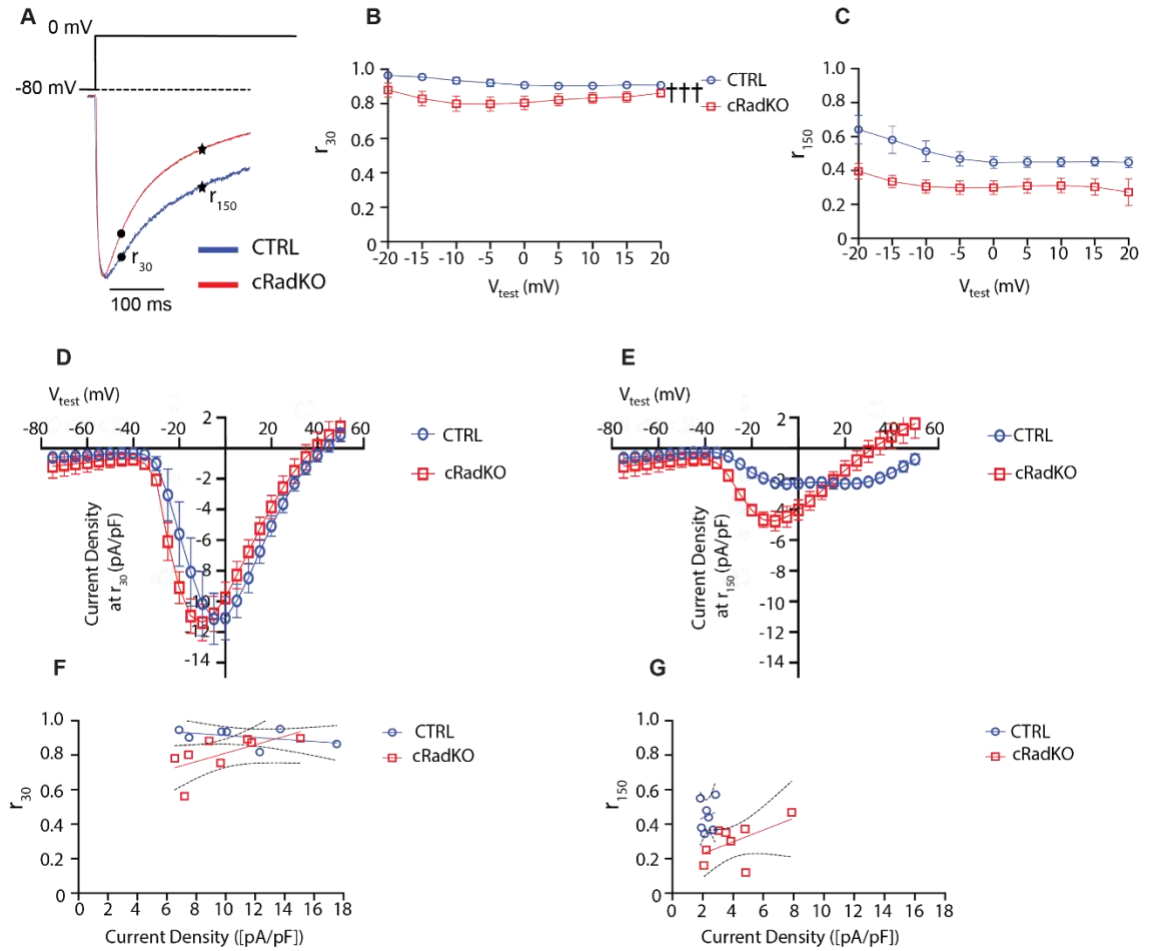 A
0 mV
-80 mV
r30
r150
CTRL
cRadKO
100 ms
B
1.0
0.8
0.6
0.4
0.2
0
r30
-20 -15 -10 -5 0 5 10 15 20
Vtest (mV)
†††
CTRL
cRadKO
C
1.0
0.8
0.6
0.4
0.2
0
r150
-20 -15 -10 -5 0 5 10 15 20
Vtest (mV)
D
Vtest (mV)
-80 -60 -40 -20 20 40 60
2
-2
-4
-6
-8
-10
-12
-14
Current Density
at r30 (pA/pF)
CTRL
cRadKO
E
Vtest (mV)
-80 -60 -40 -20 20 40 60
2
-2
-4
-6
-8
-10
-12
-14
Current Density
at r150 (pA/pF)
CTRL
cRadKO
F
1.0
0.8
0.6
0.4
0.2
0
r30
0 2 4 6 8 10 12 14 16 18
Current Density ([pA/pF])
CTRL
cRadKO
G
1.0
0.8
0.6
0.4
0.2
0
r150
0 2 4 6 8 10 12 14 16 18
Current Density ([pA/pF])
CTRL
cRadKO